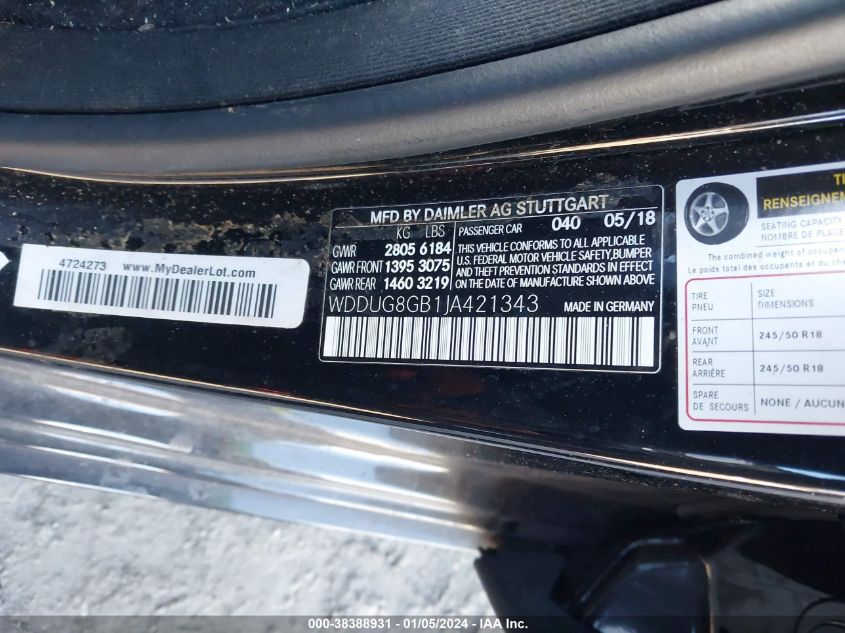 4724273
www.MyDealerLot.com
MFD BY DAIMLER AG STUTTGART
KG LBS
GVWR 2805 6184
GAWR FRONT 1395 3075
GAWR REAR 1460 3219
PASSENGER CAR 040 05/18
THIS VEHICLE CONFORMS TO ALL APPLICABLE
U.S. FEDERAL MOTOR VEHICLE SAFETY, BUMPER
AND THEFT PREVENTION STANDARDS IN EFFECT
ON THE DATE OF MANUFACTURE SHOWN ABOVE.
WDDUG8GB1JA421343 MADE IN GERMANY
TI
RENSEIGNEME
SEATING CAPACITY
NOMBRE DE PLACE
The combined weight of occupants
Le poids total des occupants et du cha
TIRE
PNEU
SIZE
DIMENSIONS
FRONT
AVANT
245/50 R18
REAR
ARRIÈRE
245/50 R18
SPARE
DE SECOURS
NONE / AUCUN
000-38388931 - 01/05/2024 - IAA Inc.